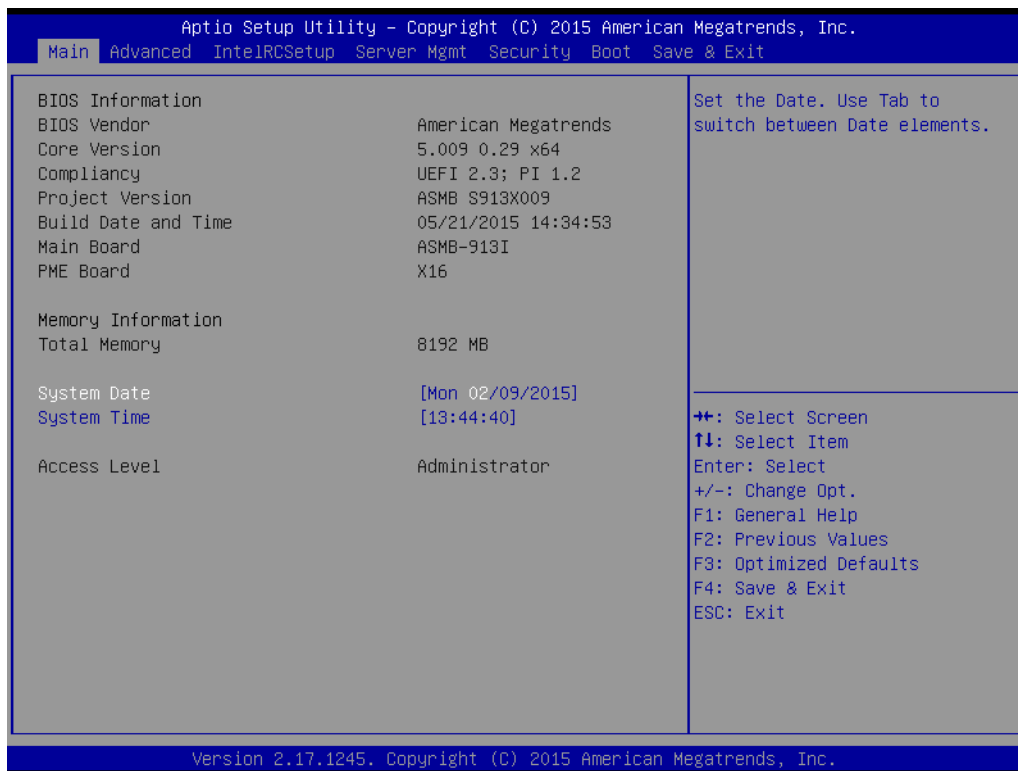 Aptio Setup Utility – Copyright (C) 2015 American Megatrends, Inc.
Main Advanced IntelRCSetup Server Mgmt Security Boot Save & Exit
BIOS Information
BIOS Vendor American Megatrends
Core Version 5.009 0.29 x64
Compliancy UEFI 2.3; PI 1.2
Project Version ASMB S913X009
Build Date and Time 05/21/2015 14:34:53
Main Board ASMB-913I
PME Board X16
Memory Information
Total Memory 8192 MB
System Date [Mon 02/09/2015]
System Time [13:44:40]
Access Level Administrator
Set the Date. Use Tab to
switch between Date elements.
→←: Select Screen
↑↓: Select Item
Enter: Select
+/-: Change Opt.
F1: General Help
F2: Previous Values
F3: Optimized Defaults
F4: Save & Exit
ESC: Exit
Version 2.17.1245. Copyright (C) 2015 American Megatrends, Inc.